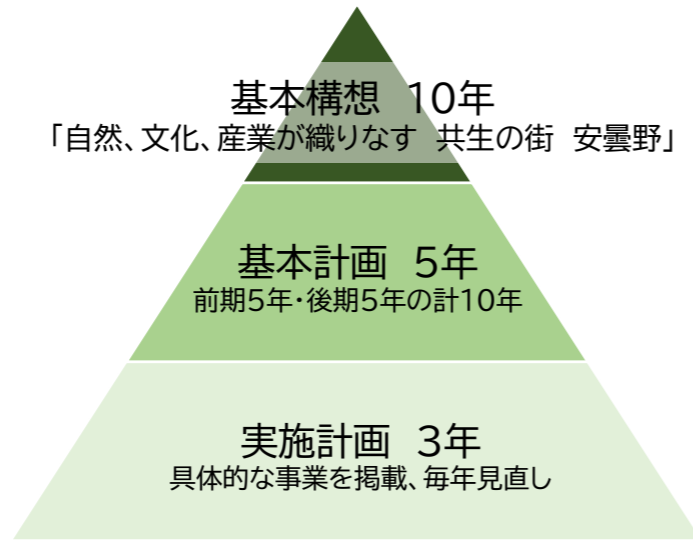 基本構想　10年
「自然、文化、産業が織りなす　共生の街　安曇野」
基本計画　5年
前期5年・後期5年の計10年
実施計画　3年
具体的な事業を掲載、毎年見直し